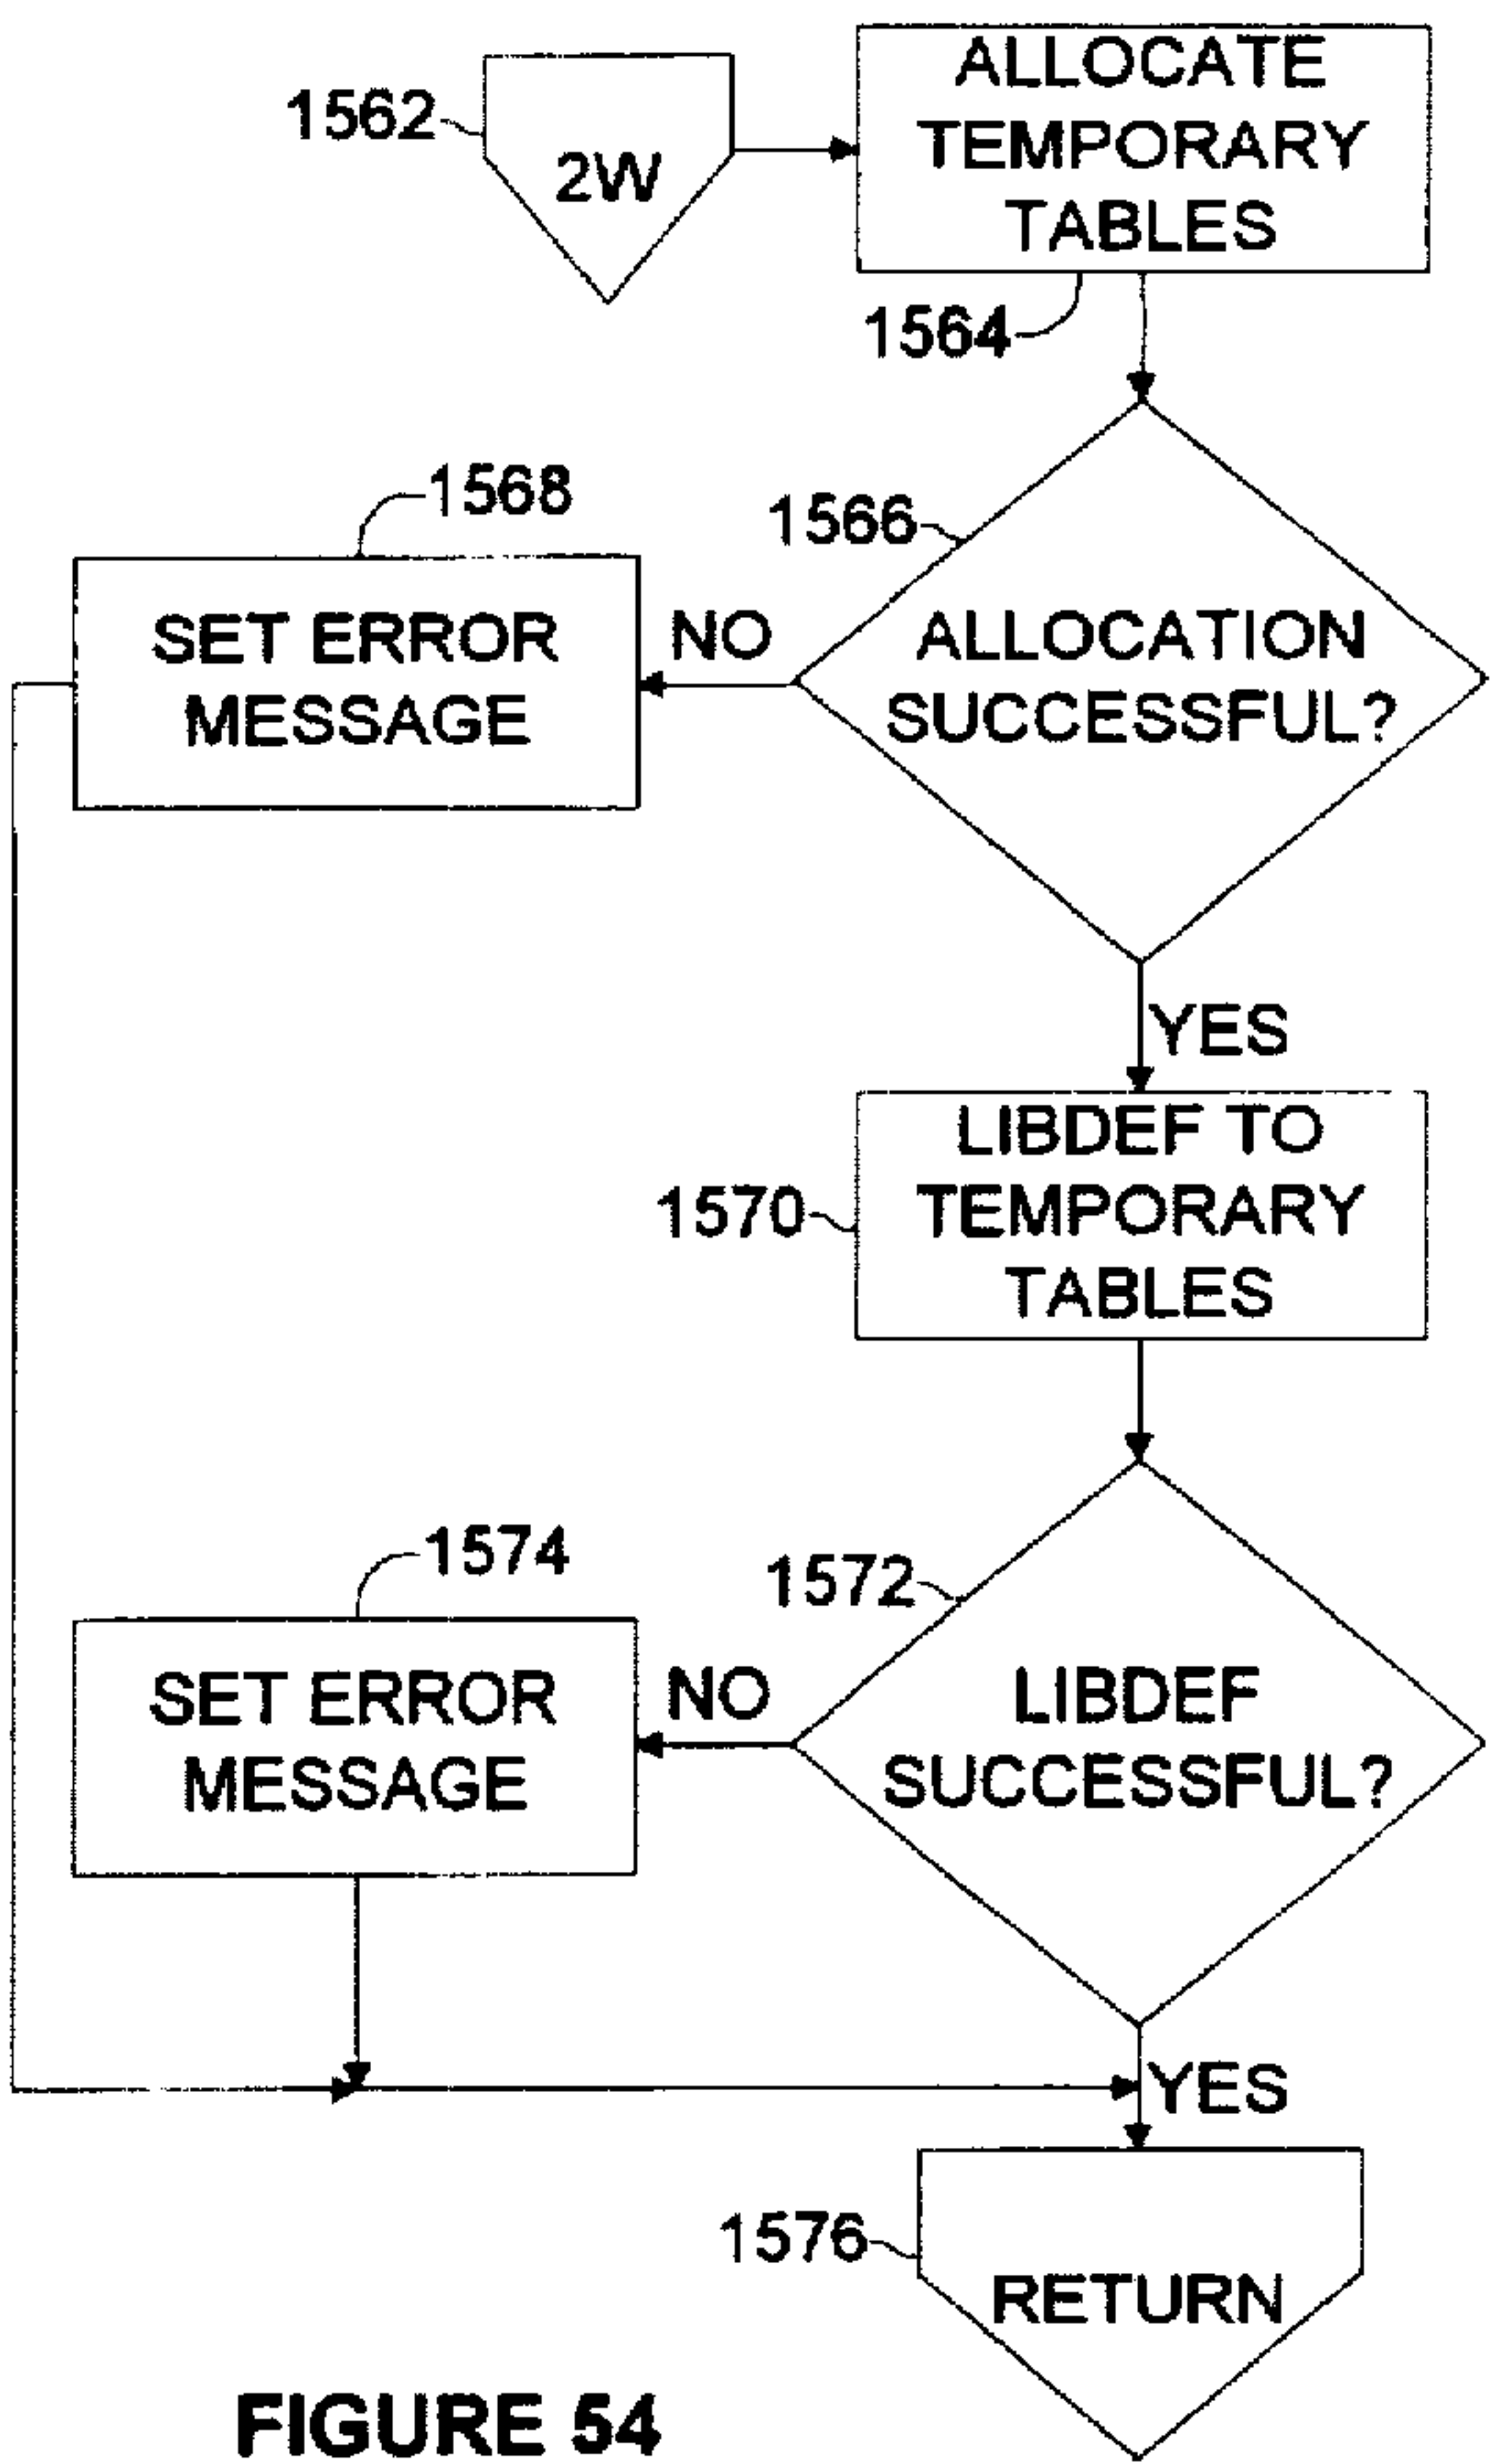 1562
2W
ALLOCATE
TEMPORARY
TABLES
1564
1568
1566
SET ERROR
MESSAGE
NO
ALLOCATION
SUCCESSFUL?
YES
1570
LIBDEF TO
TEMPORARY
TABLES
1574
1572
SET ERROR
MESSAGE
NO
LIBDEF
SUCCESSFUL?
YES
1576
RETURN
FIGURE 54